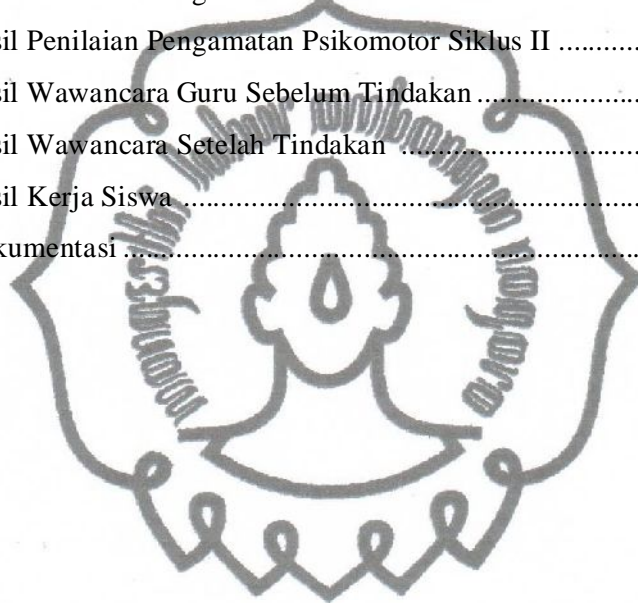 sil Penilaian Pengamatan Psikomotor Siklus II ............
sil Wawancara Guru Sebelum Tindakan ........................
sil Wawancara Setelah Tindakan ...................................
sil Kerja Siswa ................................................................
kumentasi .........................................................................